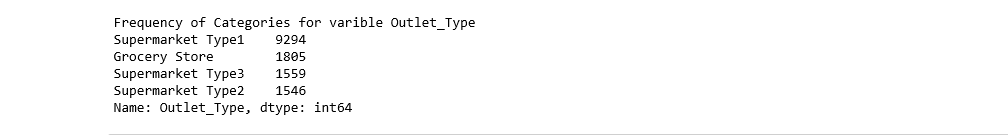 Frequency of Categories for varible Outlet_Type
Supermarket Type1    9294
Grocery Store        1805
Supermarket Type3    1559
Supermarket Type2    1546
Name: Outlet_Type, dtype: int64